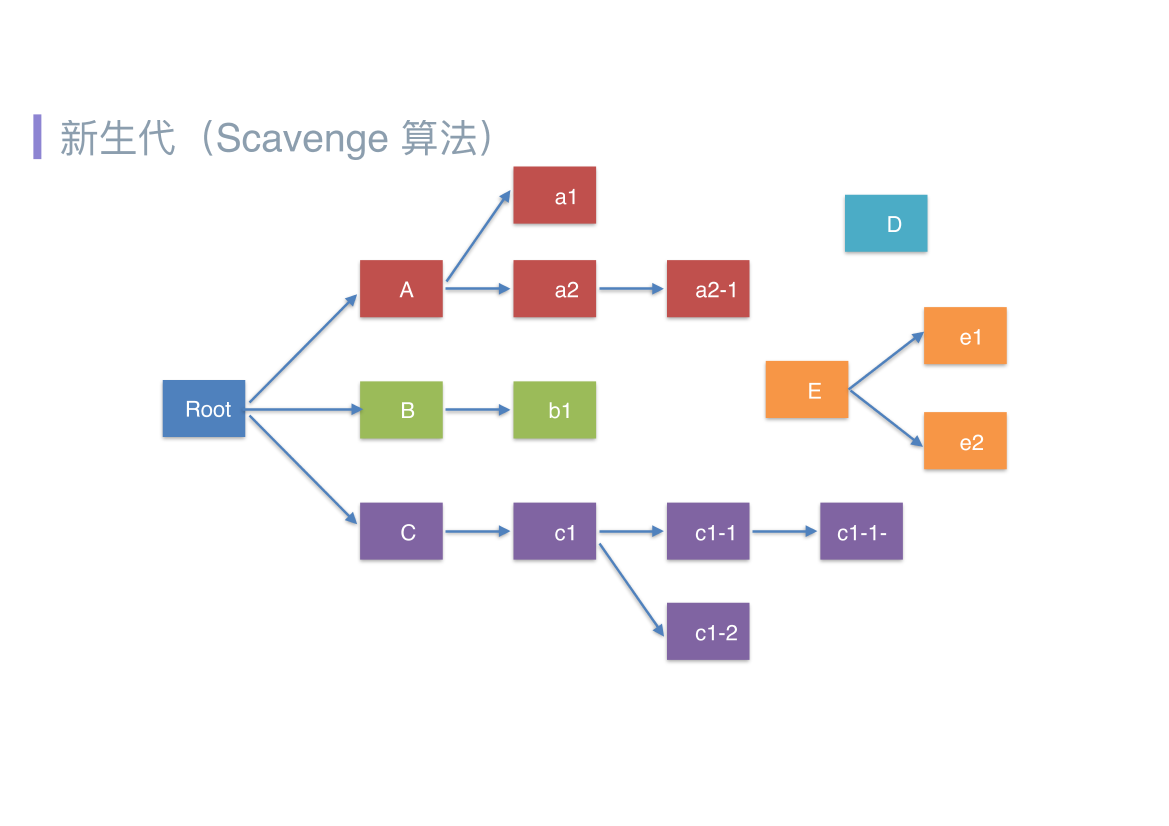 新生代（Scavenge 算法）
a1
D
A
a2
a2-1
e1
E
Root
B
b1
e2
C
c1
c1-1
c1-1-
c1-2